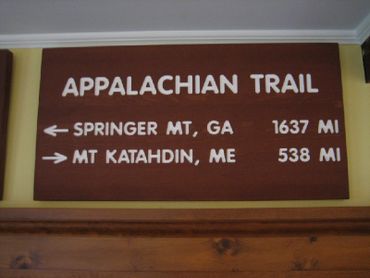 APPALACHIAN TRAIL
← SPRINGER MT, GA 1637 MI
→ MT KATAHDIN, ME 538 MI